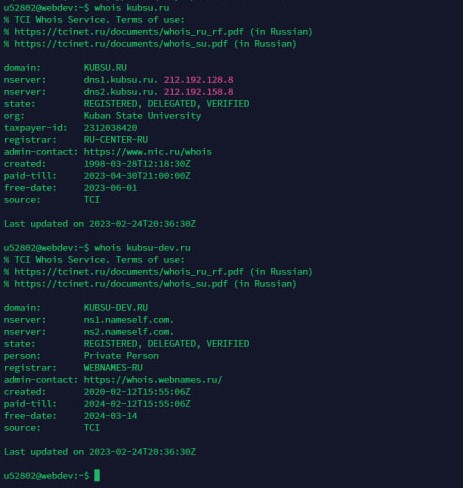 u52802@webdev:~$ whois kubsu.ru
% TCI Whois Service. Terms of use:
% https://tcinet.ru/documents/whois_ru_rf.pdf (in Russian)
% https://tcinet.ru/documents/whois_su.pdf (in Russian)

domain: KUBSU.RU
nserver: dns1.kubsu.ru. 212.192.128.8
nserver: dns2.kubsu.ru. 212.192.158.8
state: REGISTERED, DELEGATED, VERIFIED
org: Kuban State University
taxpayer-id: 2312038420
registrar: RU-CENTER-RU
admin-contact: https://www.nic.ru/whois
created: 1998-03-28T12:18:30Z
paid-till: 2023-04-30T21:00:00Z
free-date: 2023-06-01
source: TCI

Last updated on 2023-02-24T20:36:30Z

u52802@webdev:~$ whois kubsu-dev.ru
% TCI Whois Service. Terms of use:
% https://tcinet.ru/documents/whois_ru_rf.pdf (in Russian)
% https://tcinet.ru/documents/whois_su.pdf (in Russian)

domain: KUBSU-DEV.RU
nserver: ns1.nameself.com.
nserver: ns2.nameself.com.
state: REGISTERED, DELEGATED, VERIFIED
person: Private Person
registrar: WEBNAMES-RU
admin-contact: https://whois.webnames.ru/
created: 2020-02-12T15:55:06Z
paid-till: 2024-02-12T15:55:06Z
free-date: 2024-03-14
source: TCI

Last updated on 2023-02-24T20:36:30Z

u52802@webdev:~$